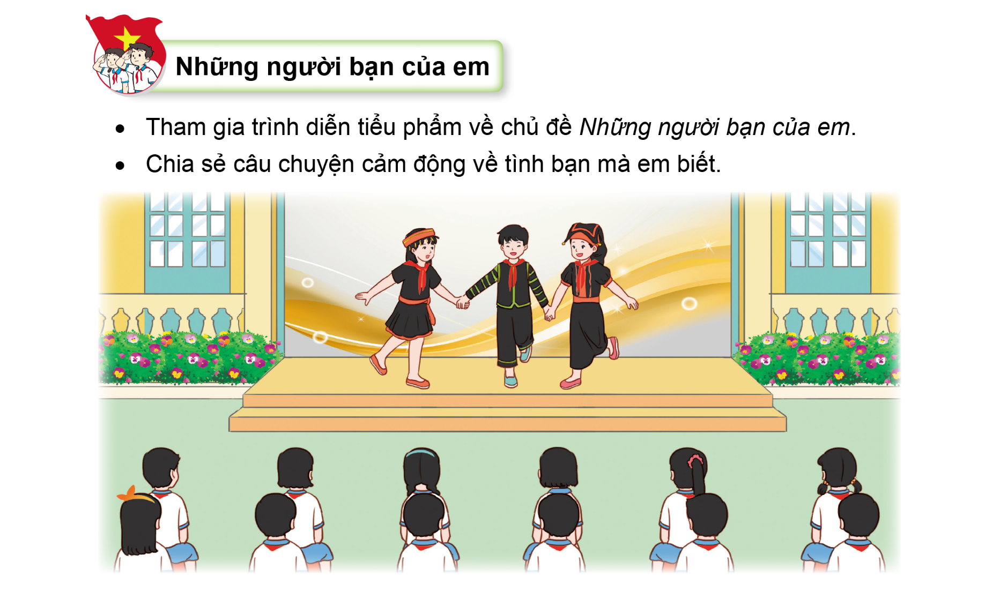 Những người bạn của em
• Tham gia trình diễn tiểu phẩm về chủ đề Những người bạn của em.
• Chia sẻ câu chuyện cảm động về tình bạn mà em biết.